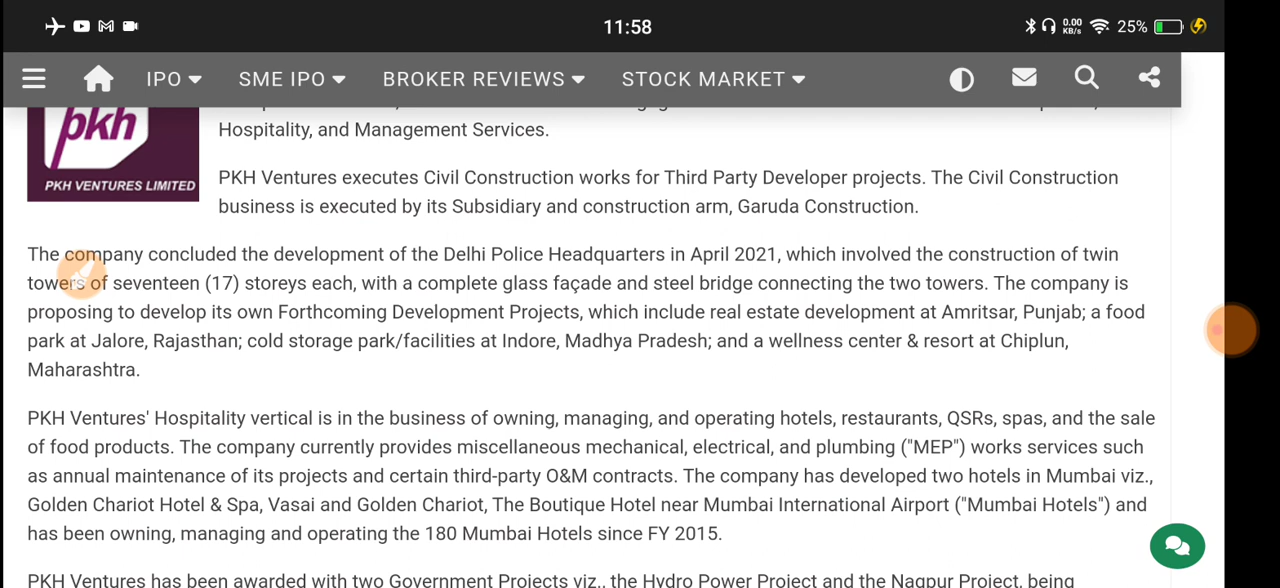 11:58
0.00
KB/s
25%
IPO
SME IPO
BROKER REVIEWS
STOCK MARKET
pkh
PKH VENTURES LIMITED
Hospitality, and Management Services.
PKH Ventures executes Civil Construction works for Third Party Developer projects. The Civil Construction
business is executed by its Subsidiary and construction arm, Garuda Construction.
The company concluded the development of the Delhi Police Headquarters in April 2021, which involved the construction of twin
towers of seventeen (17) storeys each, with a complete glass façade and steel bridge connecting the two towers. The company is
proposing to develop its own Forthcoming Development Projects, which include real estate development at Amritsar, Punjab; a food
park at Jalore, Rajasthan; cold storage park/facilities at Indore, Madhya Pradesh; and a wellness center & resort at Chiplun,
Maharashtra.
PKH Ventures' Hospitality vertical is in the business of owning, managing, and operating hotels, restaurants, QSRs, spas, and the sale
of food products. The company currently provides miscellaneous mechanical, electrical, and plumbing ("MEP") works services such
as annual maintenance of its projects and certain third-party O&M contracts. The company has developed two hotels in Mumbai viz.,
Golden Chariot Hotel & Spa, Vasai and Golden Chariot, The Boutique Hotel near Mumbai International Airport ("Mumbai Hotels") and
has been owning, managing and operating the 180 Mumbai Hotels since FY 2015.
PKH Ventures has been awarded with two Government Projects viz., the Hydro Power Project and the Nagpur Project, being